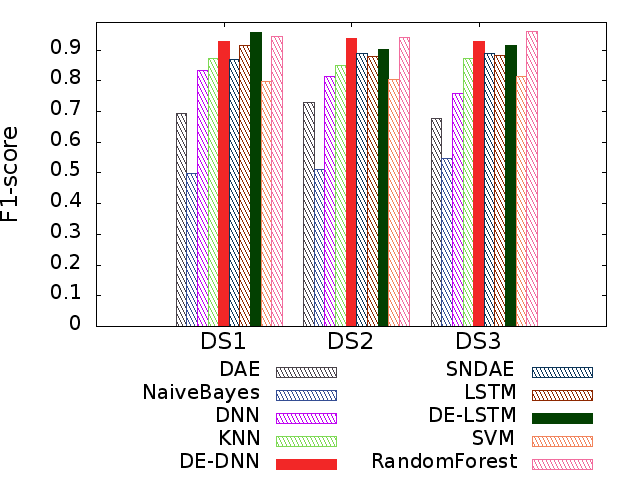 F1-score
0.9
0.8
0.7
0.6
0.5
0.4
0.3
0.2
0.1
0
DS1 DS2 DS3
DAE SNDAE
NaiveBayes LSTM
DNN DE-LSTM
KNN SVM
DE-DNN RandomForest